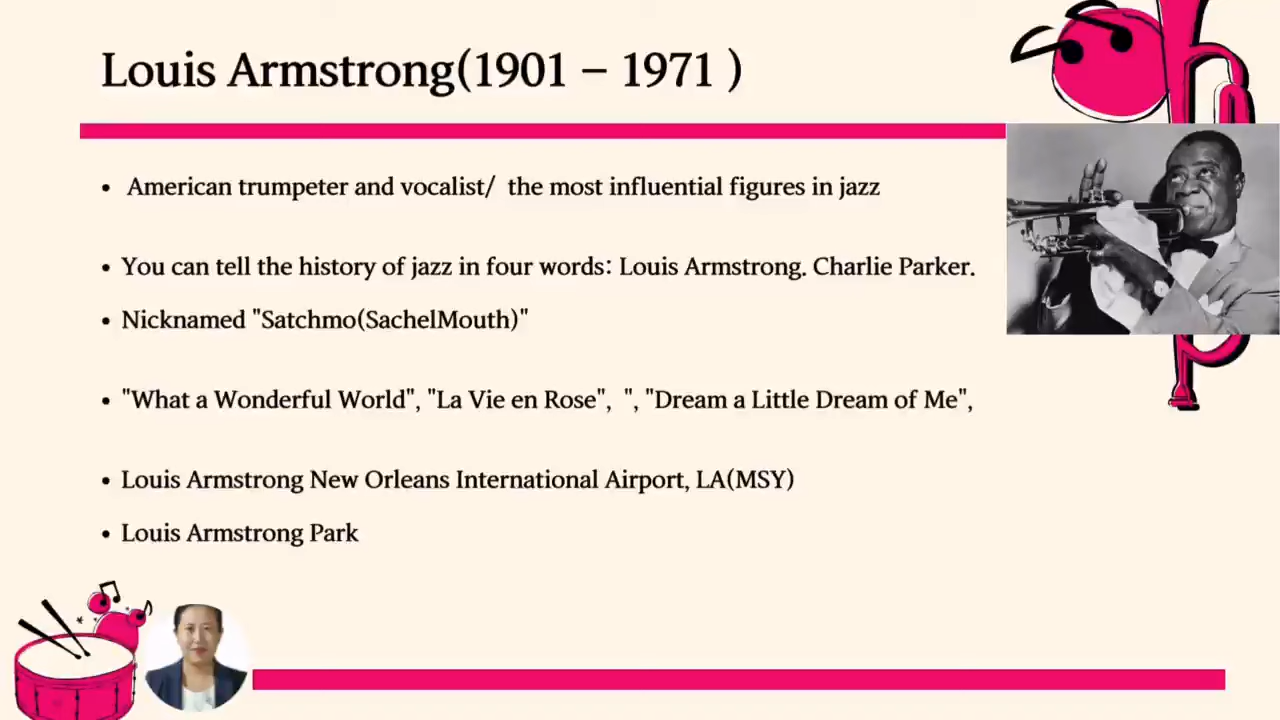 Louis Armstrong(1901 – 1971 )
• American trumpeter and vocalist/ the most influential figures in jazz
• You can tell the history of jazz in four words: Louis Armstrong. Charlie Parker.
• Nicknamed "Satchmo(SachelMouth)"
• "What a Wonderful World", "La Vie en Rose", ", "Dream a Little Dream of Me",
• Louis Armstrong New Orleans International Airport, LA(MSY)
• Louis Armstrong Park